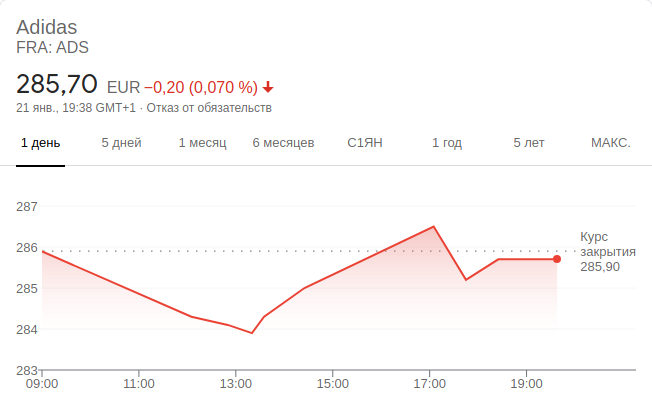 Adidas
FRA: ADS
285,70 EUR −0,20 (0,070 %)
21 янв., 19:38 GMT+1 · Отказ от обязательств
1 день 5 дней 1 месяц 6 месяцев С1ЯН 1 год 5 лет МАКС.
287
286
285
284
283
Курс
закрытия
285,90
09:00 11:00 13:00 15:00 17:00 19:00